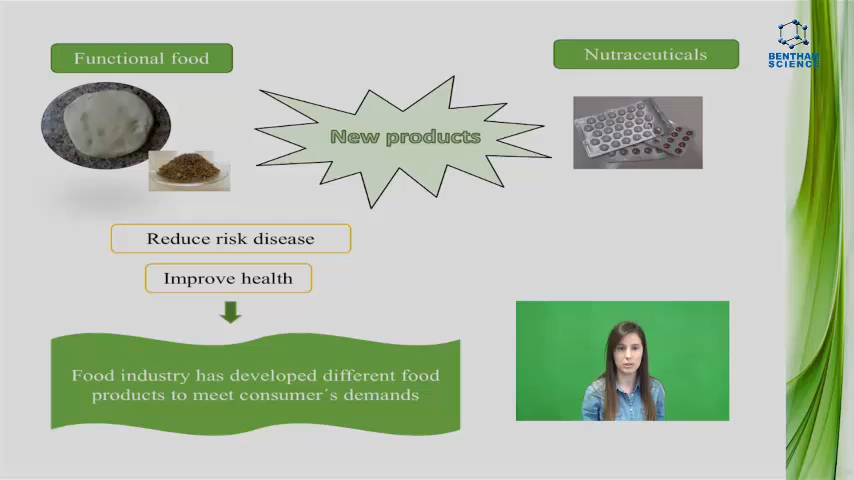 Functional food
Nutraceuticals
BENTHAM
SCIENCE
New products
Reduce risk disease
Improve health
Food industry has developed different food
products to meet consumer´s demands